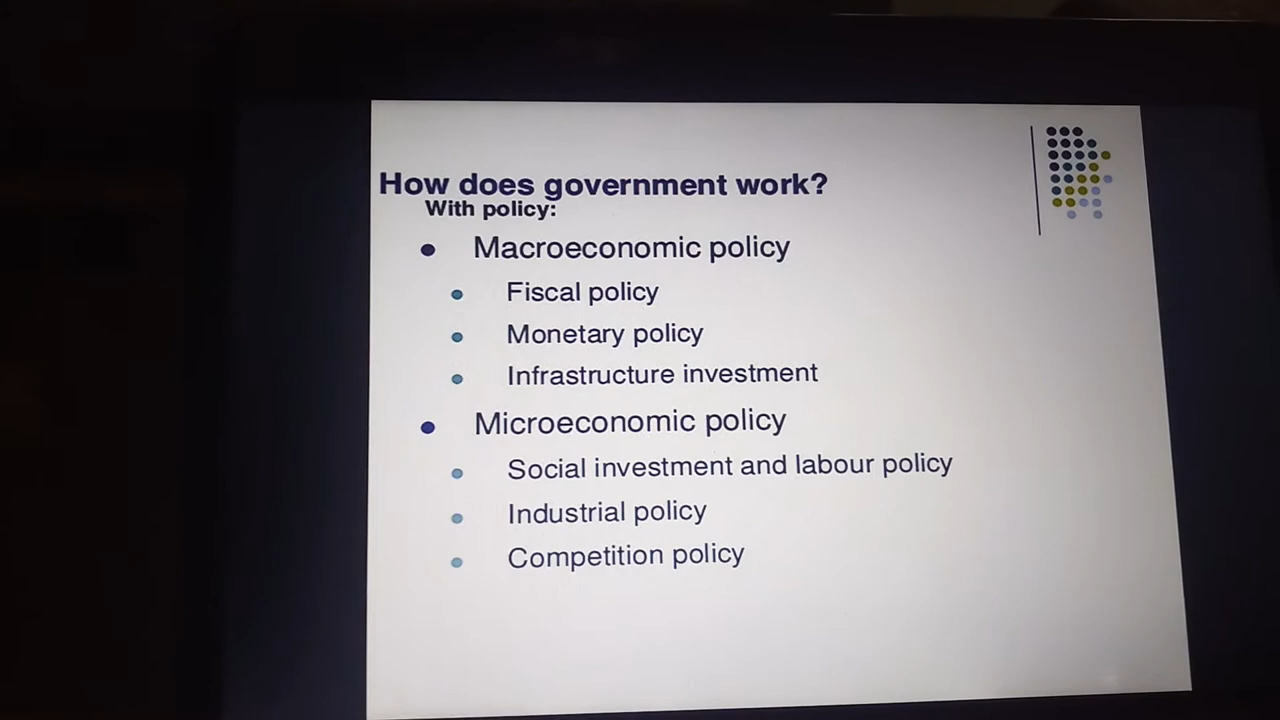 How does government work?
With policy:
Macroeconomic policy
Fiscal policy
Monetary policy
Infrastructure investment
Microeconomic policy
Social investment and labour policy
Industrial policy
Competition policy